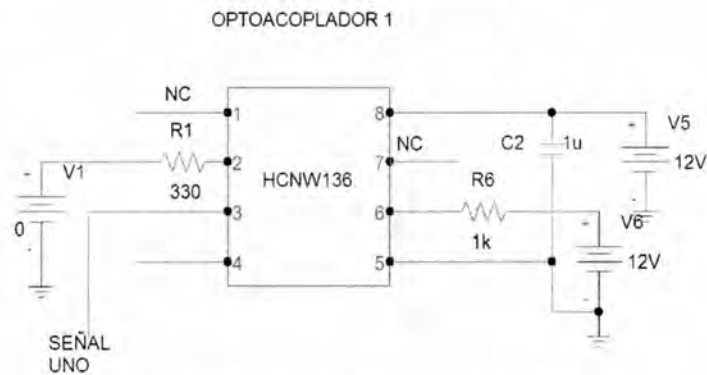 OPTOACOPLADOR 1
NC
1
8
V5
R1
NC
C2
1u
+
+
V1
2
7
12V
HCNW136
R6
-
330
3
6
V6
0
+
1k
12V
-
4
5
-
SEÑAL
UNO